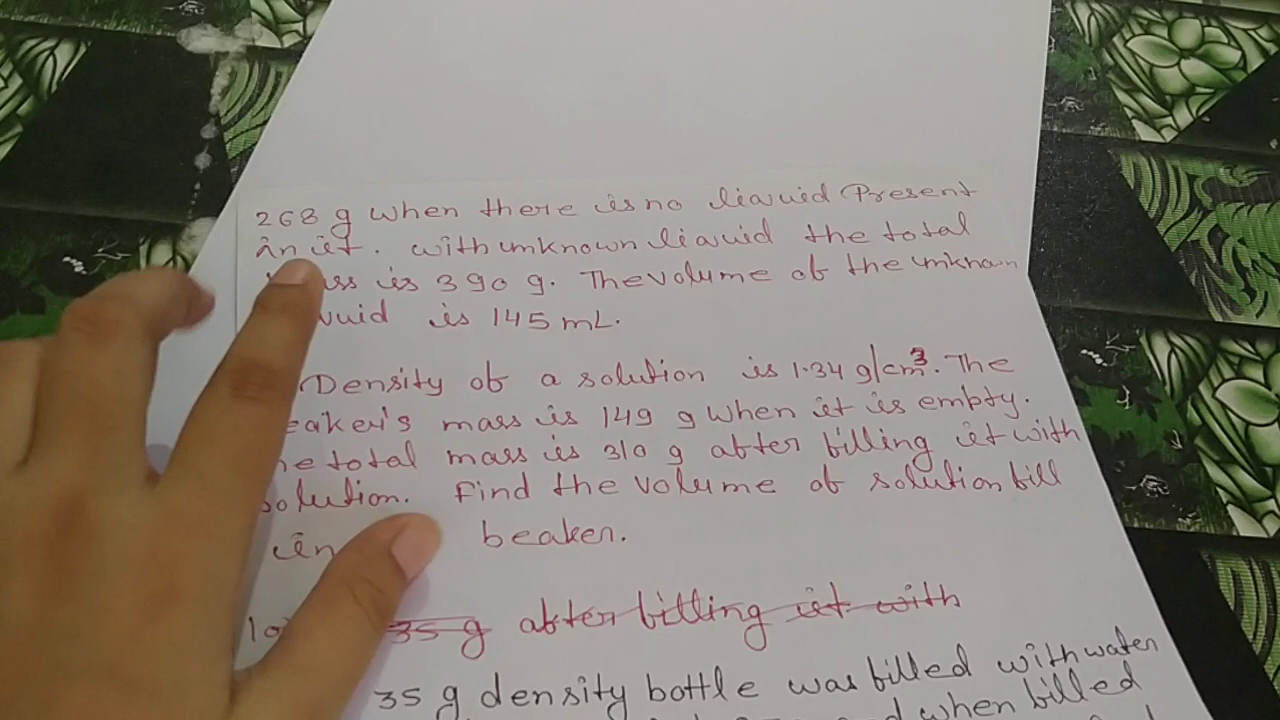 268 g when there is no liquid Present
in it. with unknown liquid the total
is 390 g. The volume of the unknown
is 145 mL.
Density of a solution is 1.34 g/cm³. The
mass is 149 g when it is empty.
total mass is 310 g after filling it with
solution. Find the volume of solution fill
in beaker.
35 g after filling it with
35 g density bottle was filled with water
when filled